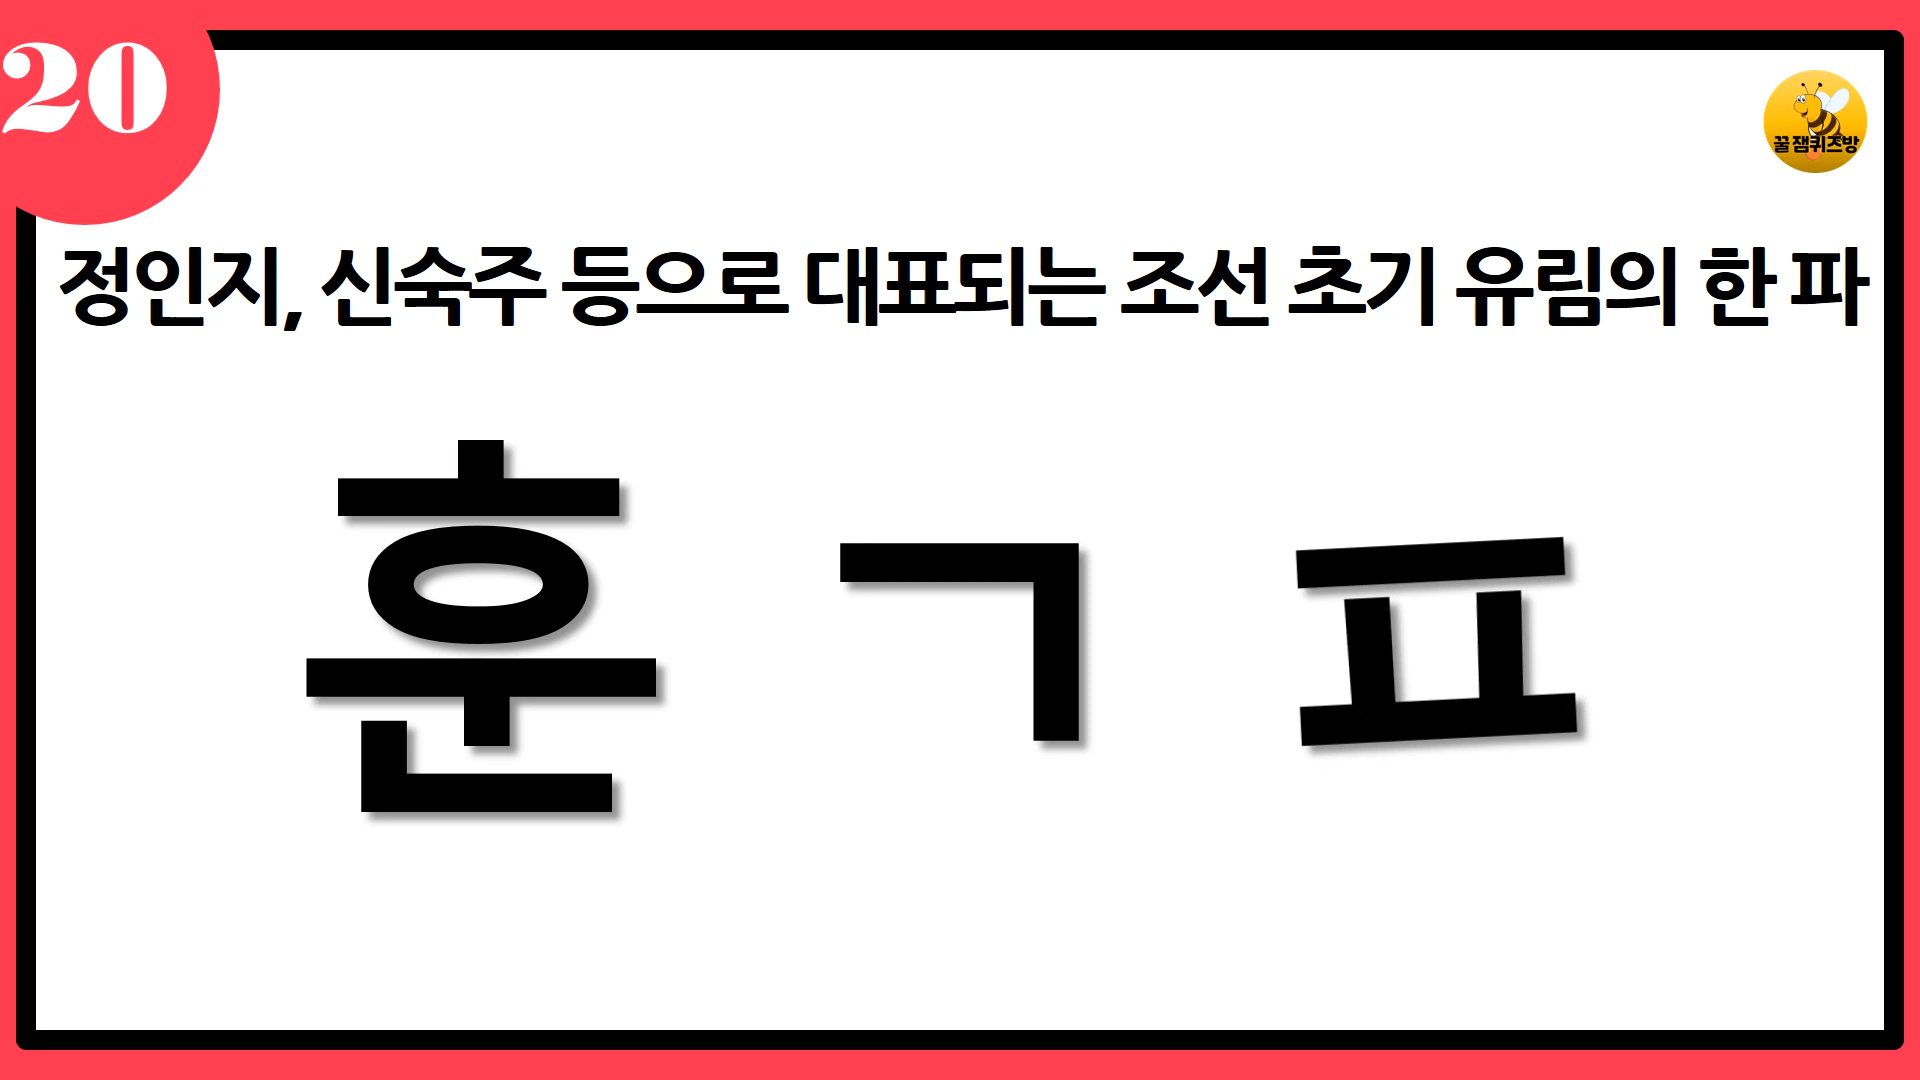 20
꿀잼퀴즈방
정인지, 신숙주 등으로 대표되는 조선 초기 유림의 한 파
훈 ㄱ ㅍ